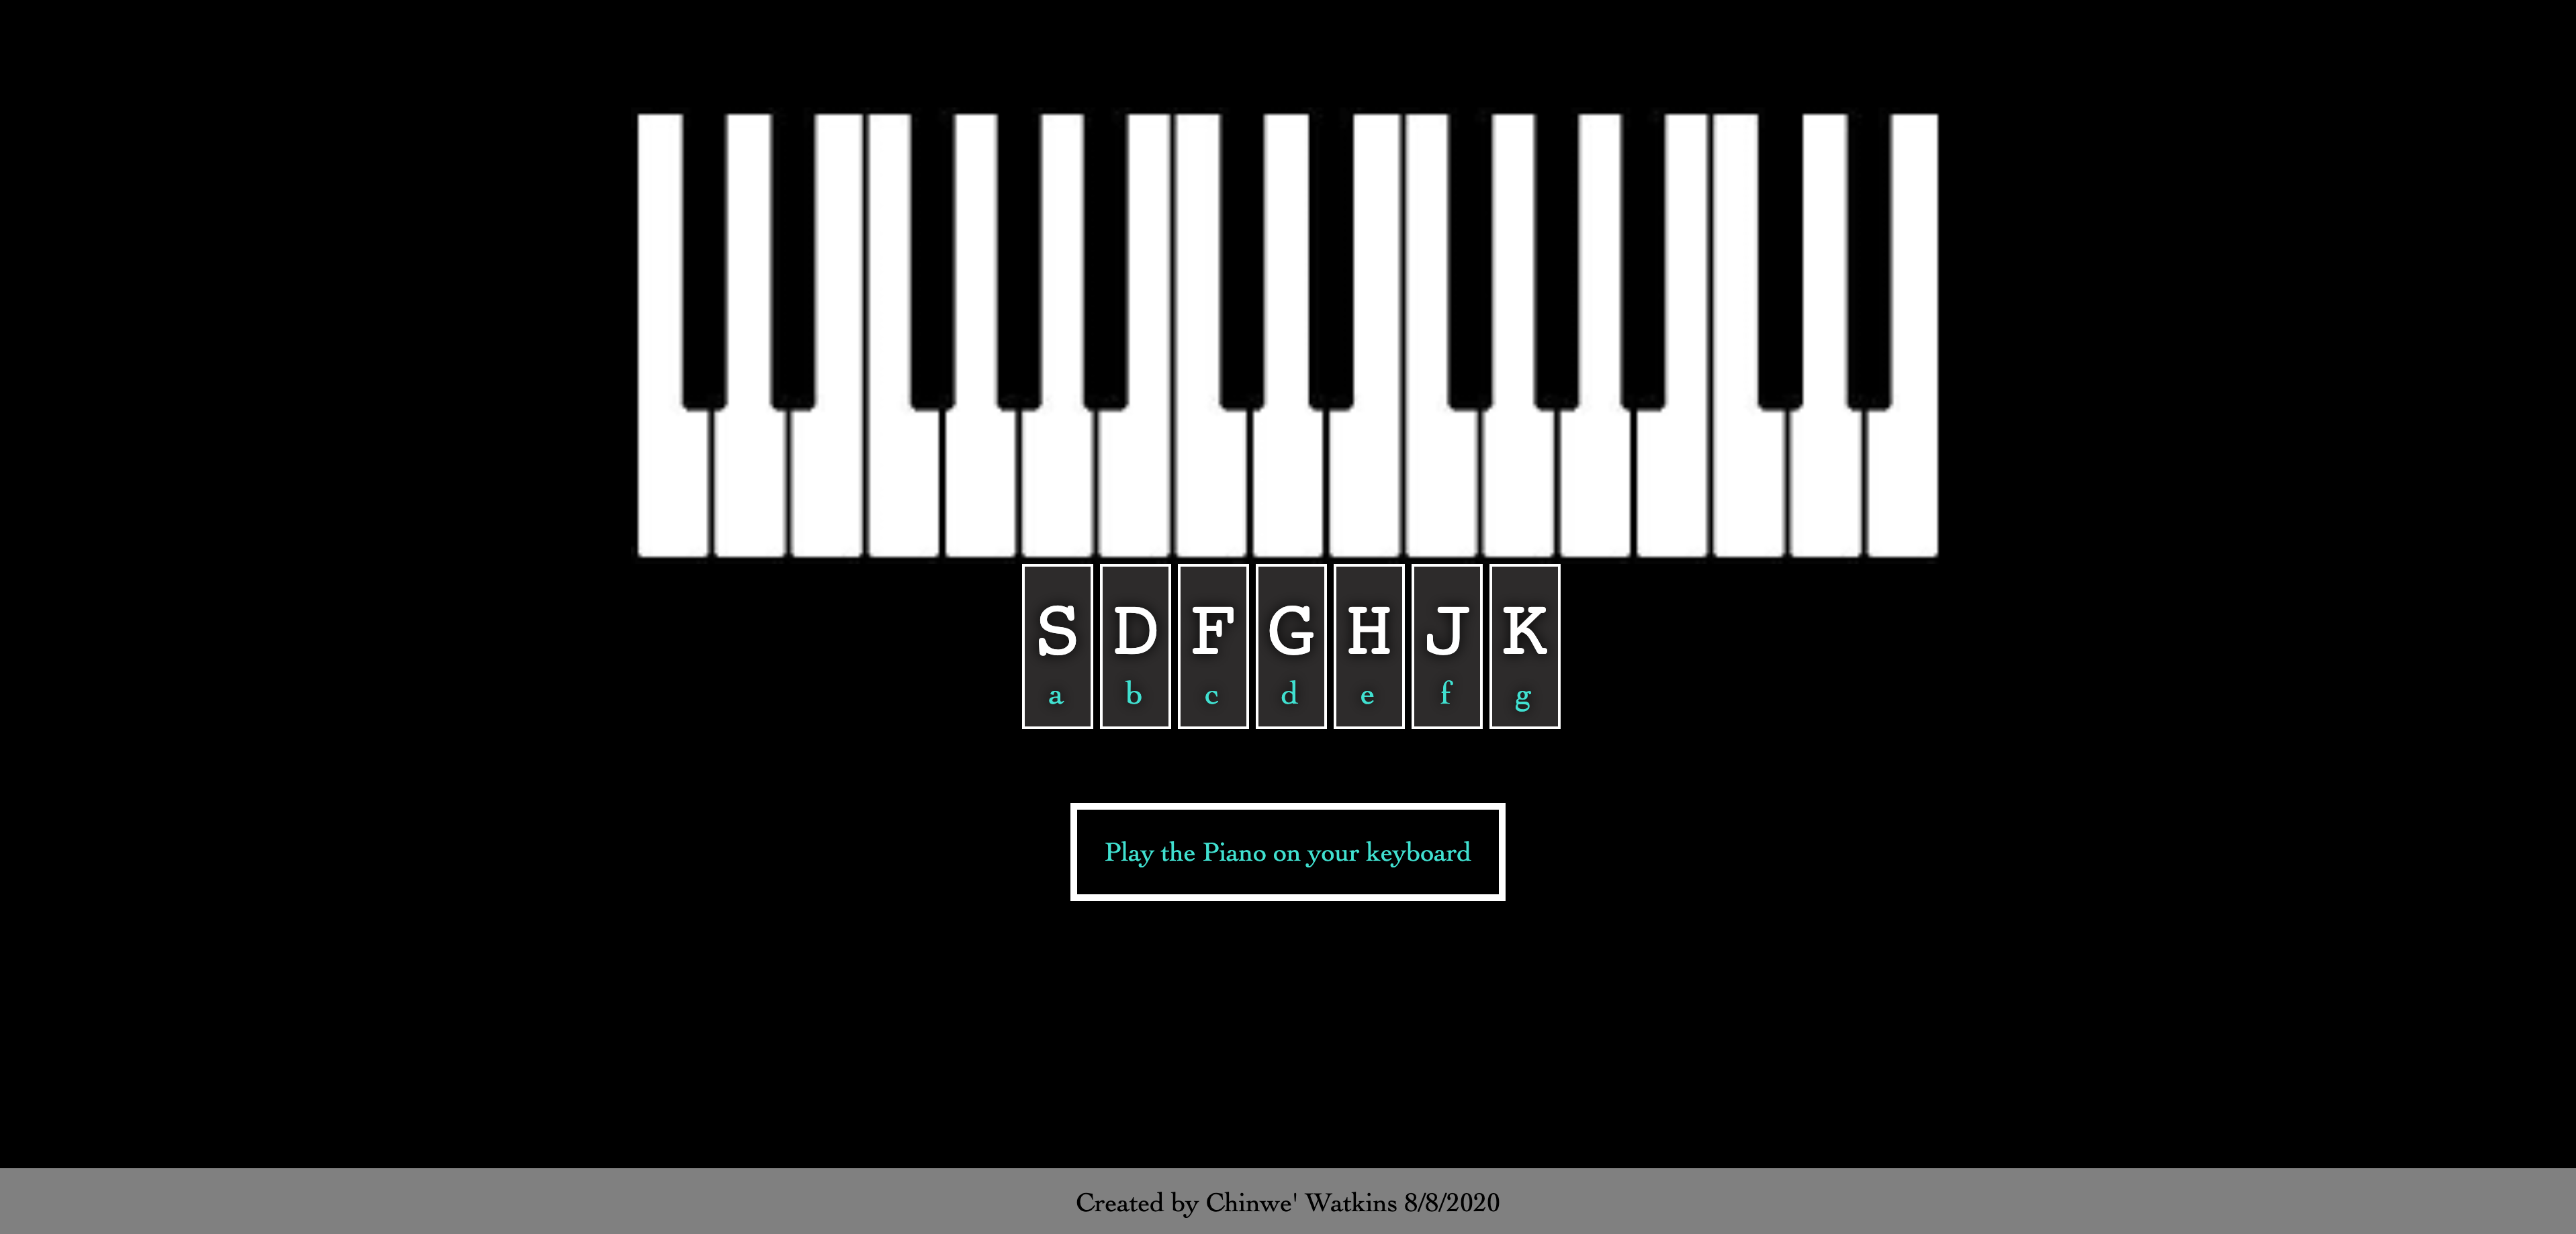 S D F G H J K
a b c d e f g
Play the Piano on your keyboard
Created by Chinwe' Watkins 8/8/2020